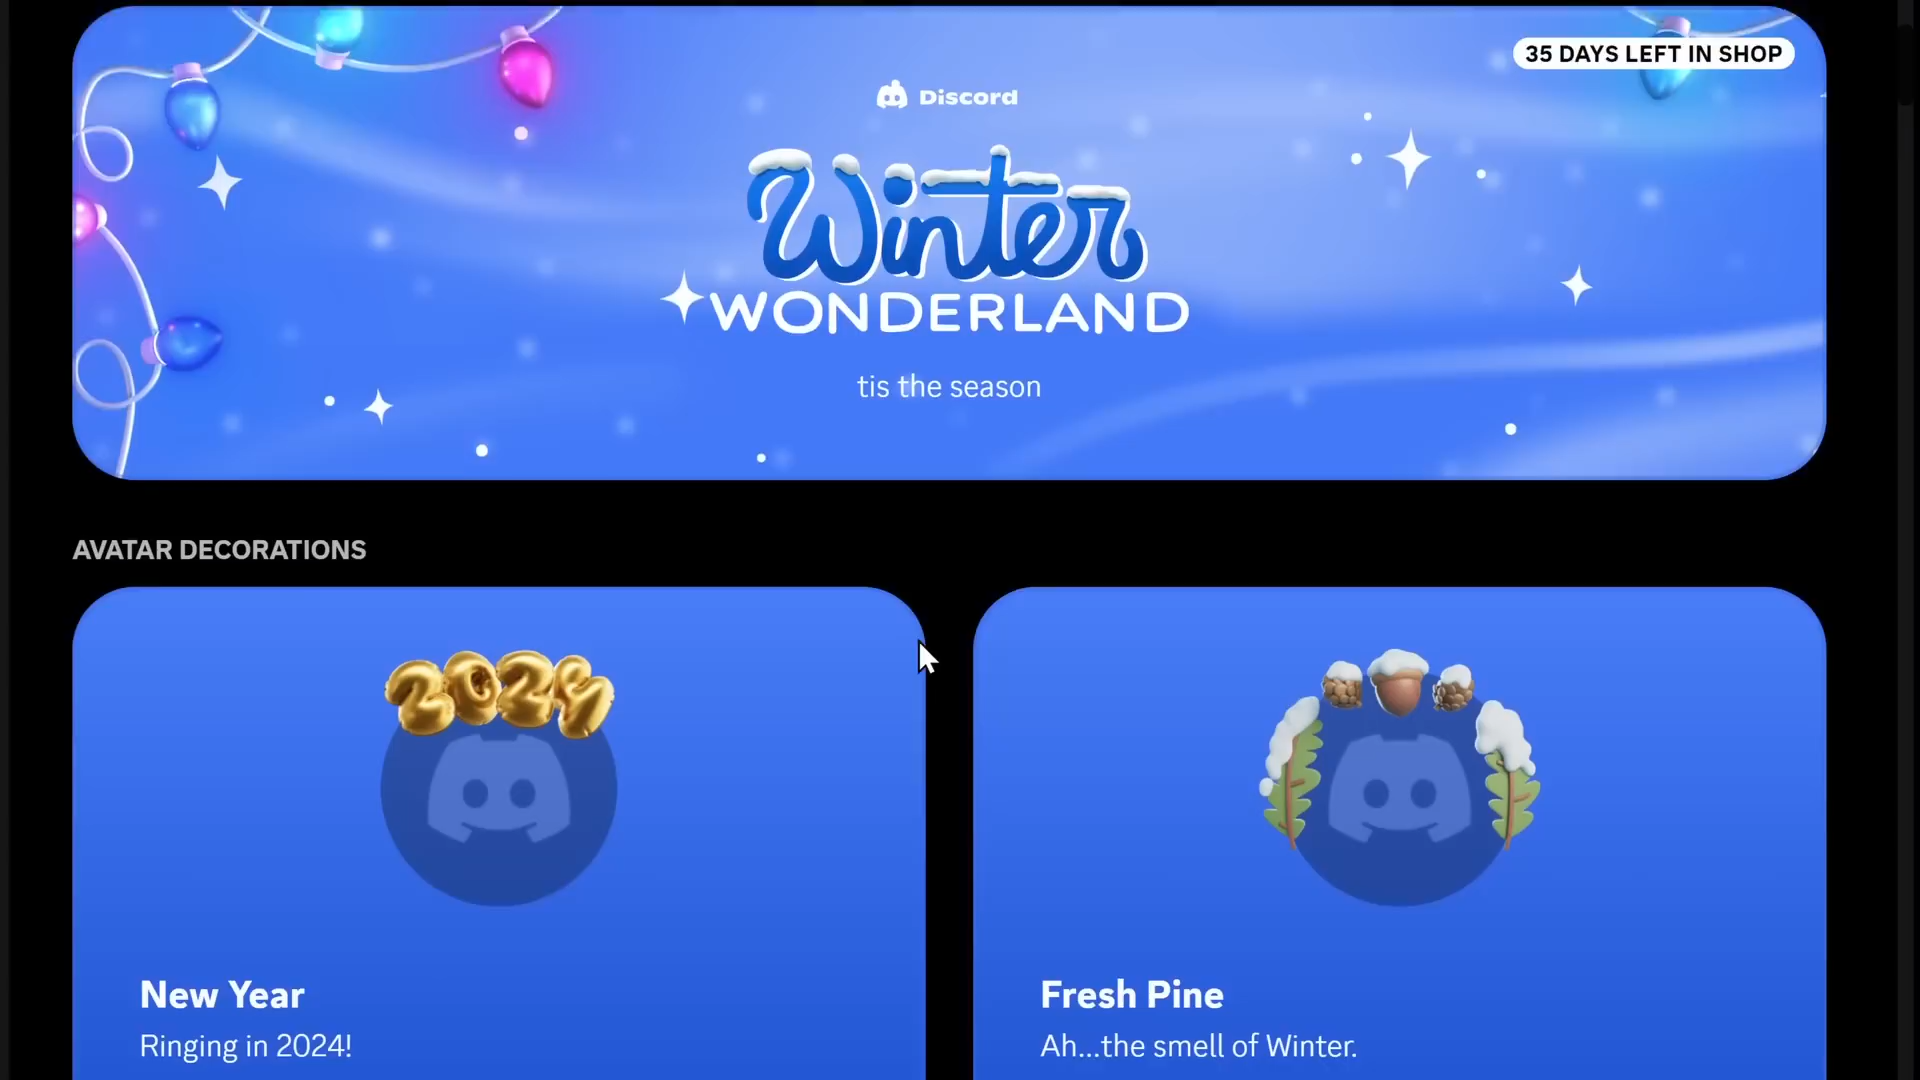 35 DAYS LEFT IN SHOP
Discord
Winter
WONDERLAND
tis the season
AVATAR DECORATIONS
2024
New Year
Ringing in 2024!
Fresh Pine
Ah...the smell of Winter.